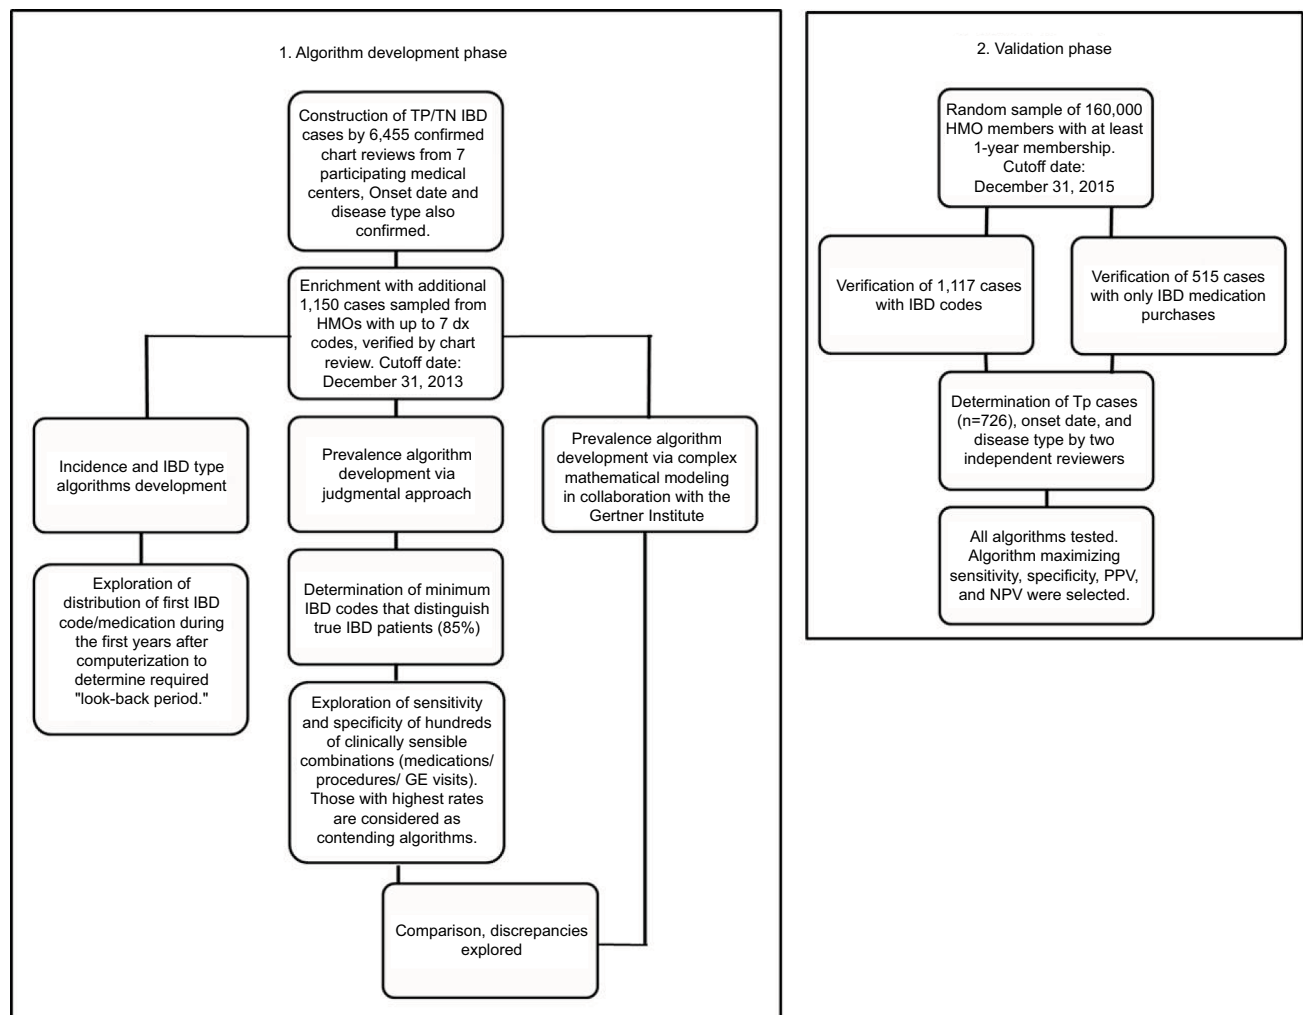 1. Algorithm development phase
Construction of TP/TN IBD
cases by 6,455 confirmed
chart reviews from 7
participating medical
centers, Onset date and
disease type also
confirmed.
Enrichment with additional
1,150 cases sampled from
HMOs with up to 7 dx
codes, verified by chart
review. Cutoff date:
December 31, 2013
Incidence and IBD type
algorithms development
Prevalence algorithm
development via
judgmental approach
Prevalence algorithm
development via complex
mathematical modeling
in collaboration with the
Gertner Institute
Exploration of
distribution of first IBD
code/medication during
the first years after
computerization to
determine required
"look-back period."
Determination of minimum
IBD codes that distinguish
true IBD patients (85%)
Exploration of sensitivity
and specificity of hundreds
of clinically sensible
combinations (medications/
procedures/ GE visits).
Those with highest rates
are considered as
contending algorithms.
Comparison, discrepancies
explored
2. Validation phase
Random sample of 160,000
HMO members with at least
1-year membership.
Cutoff date:
December 31, 2015
Verification of 1,117 cases
with IBD codes
Verification of 515 cases
with only IBD medication
purchases
Determination of Tp cases
(n=726), onset date, and
disease type by two
independent reviewers
All algorithms tested.
Algorithm maximizing
sensitivity, specificity, PPV,
and NPV were selected.